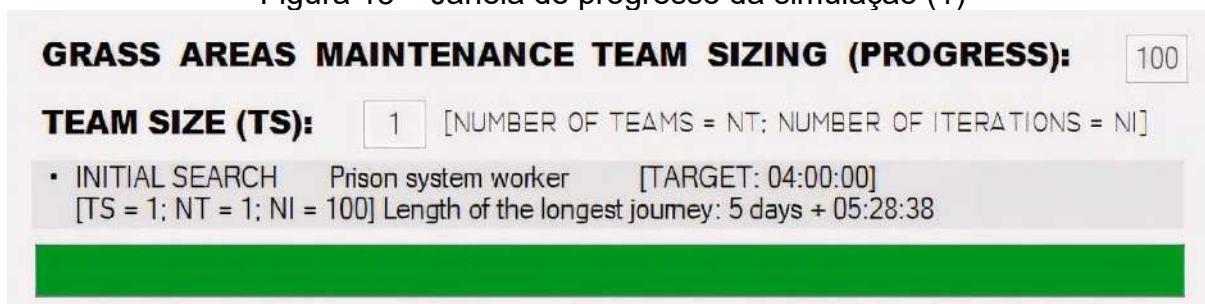 Figura 18 – Janela de progresso da simulação (1)
GRASS AREAS MAINTENANCE TEAM SIZING (PROGRESS): 100
TEAM SIZE (TS): 1 [NUMBER OF TEAMS = NT; NUMBER OF ITERATIONS = NI]
• INITIAL SEARCH Prison system worker [TARGET: 04:00:00]
[TS = 1; NT = 1; NI = 100] Length of the longest journey: 5 days + 05:28:38